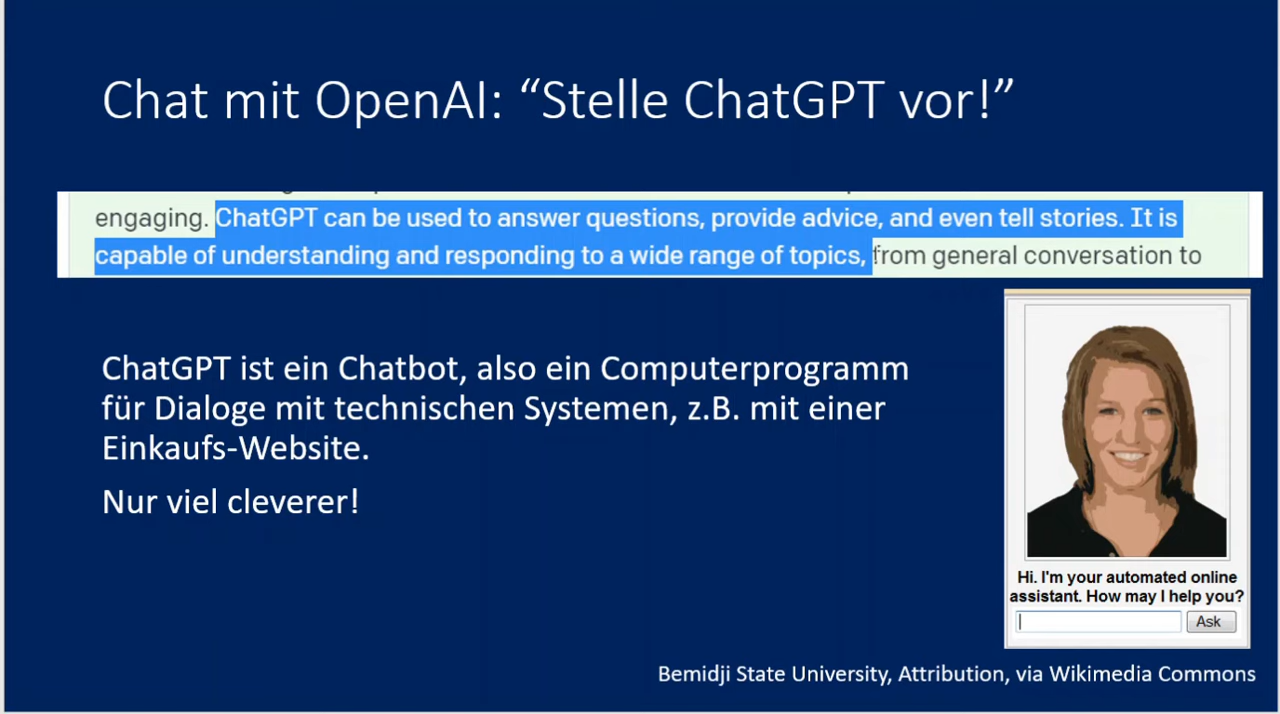 Chat mit OpenAI: “Stelle ChatGPT vor!”
engaging. ChatGPT can be used to answer questions, provide advice, and even tell stories. It is
capable of understanding and responding to a wide range of topics, from general conversation to
ChatGPT ist ein Chatbot, also ein Computerprogramm
für Dialoge mit technischen Systemen, z.B. mit einer
Einkaufs-Website.
Nur viel cleverer!
Hi. I'm your automated online
assistant. How may I help you?
Ask
Bemidji State University, Attribution, via Wikimedia Commons